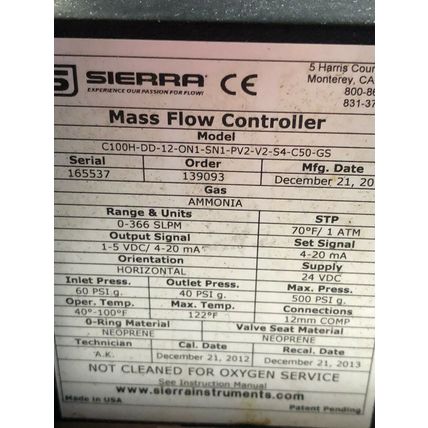 5 Harris Cour
Monterey, CA
800-86
831-37
S SIERRA® CE
EXPERIENCE OUR PASSION FOR FLOW!
Mass Flow Controller
Model
C100H-DD-12-ON1-SN1-PV2-V2-S4-C50-GS
Serial Order Mfg. Date
165537 139093 December 21, 20
Gas
AMMONIA
Range & Units STP
0-366 SLPM 70°F/ 1 ATM
Output Signal Set Signal
1-5 VDC/ 4-20 mA 4-20 mA
Orientation Supply
HORIZONTAL 24 VDC
Inlet Press. Outlet Press. Max. Press.
60 PSI g. 40 PSI g. 500 PSI g.
Oper. Temp. Max. Temp. Connections
40°-100°F 122°F 12mm COMP
0-Ring Material Valve Seat Material
NEOPRENE NEOPRENE
Technician Cal. Date Recal. Date
A.K. December 21, 2012 December 21, 2013
NOT CLEANED FOR OXYGEN SERVICE
See Instruction Manual
www.sierrainstruments.com
Made in USA Patent Pending